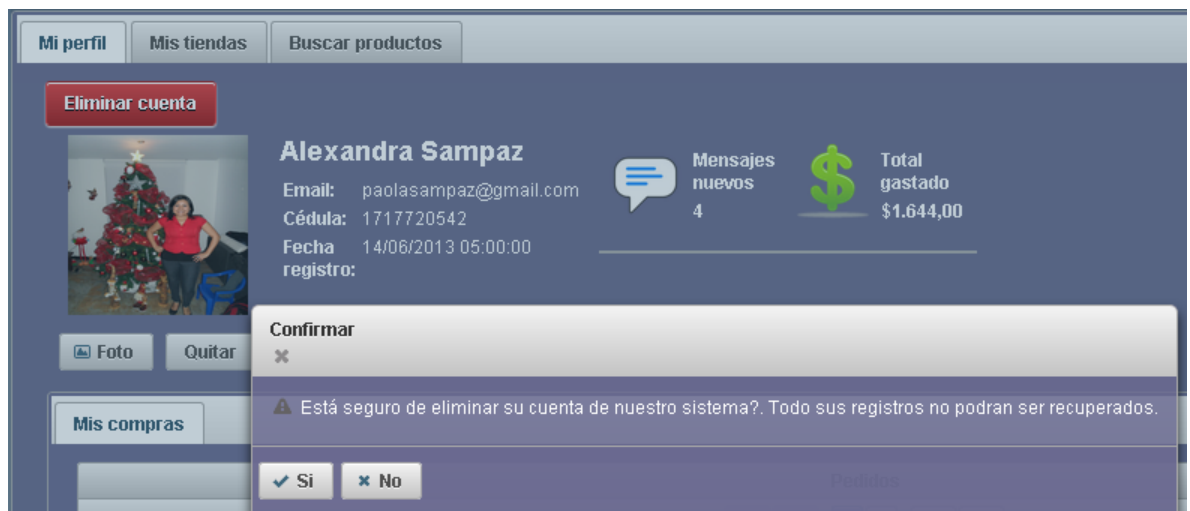 Mi perfil
Mis tiendas
Buscar productos
Eliminar cuenta
Alexandra Sampaz
Email: paolasampaz@gmail.com
Cédula: 1717720542
Fecha registro: 14/06/2013 05:00:00
Mensajes
nuevos
4
Total
gastado
$1.644,00
Foto
Quitar
Confirmar
Está seguro de eliminar su cuenta de nuestro sistema?. Todo sus registros no podran ser recuperados.
Mis compras
Si
No
Pedidos